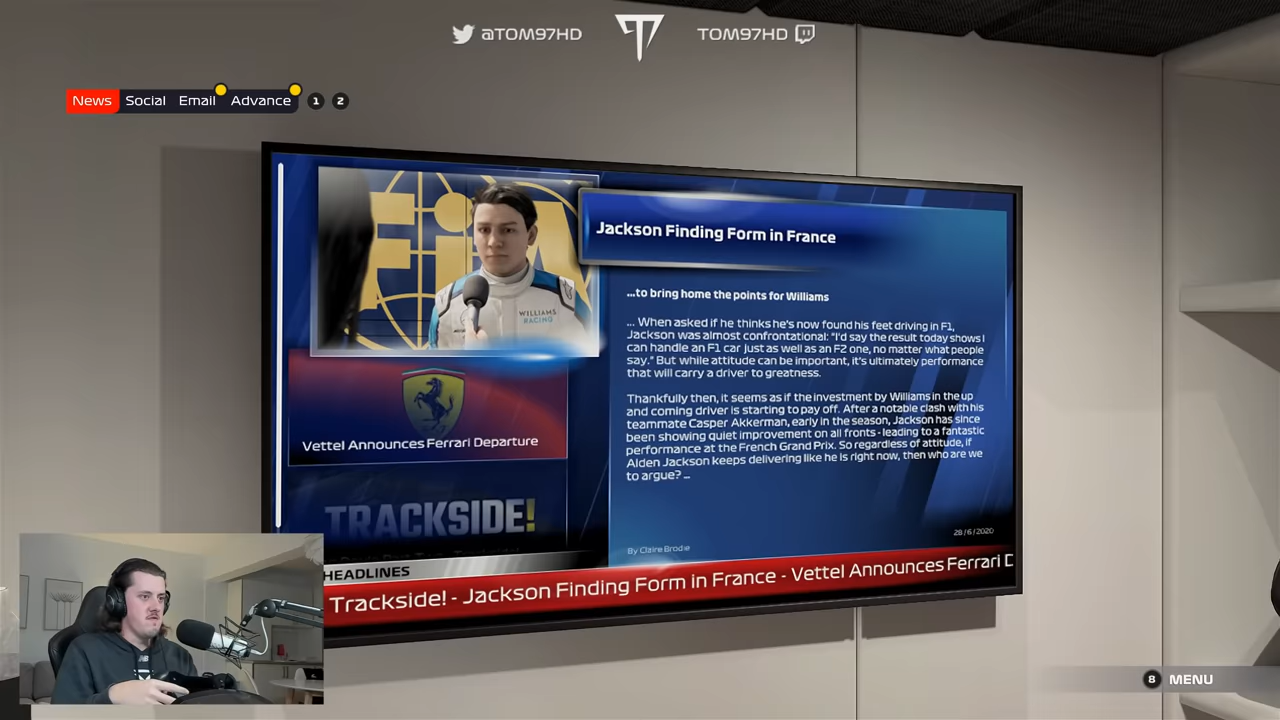 @TOM97HD
TOM97HD
News
Social
Email
Advance
1
2
FiA
WILLIAMS
RACING
Jackson Finding Form in France
...to bring home the points for Williams
... When asked if he thinks he's now found his feet driving in F1,
Jackson was almost confrontational: "I'd say the result today shows I
can handle an F1 car just as well as an F2 one, no matter what people
say." But while attitude can be important, it's ultimately performance
that will carry a driver to greatness.
Thankfully then, it seems as if the investment by Williams in the up
and coming driver is starting to pay off. After a notable clash with his
teammate Casper Akkerman, early in the season, Jackson has since
been showing quiet improvement on all fronts - leading to a fantastic
performance at the French Grand Prix. So regardless of attitude, if
Aiden Jackson keeps delivering like he is right now, then who are we
to argue? ...
28/6/2020
By Claire Brodie
Vettel Announces Ferrari Departure
TRACKSIDE!
HEADLINES
Trackside! - Jackson Finding Form in France - Vettel Announces Ferrari D
8 MENU